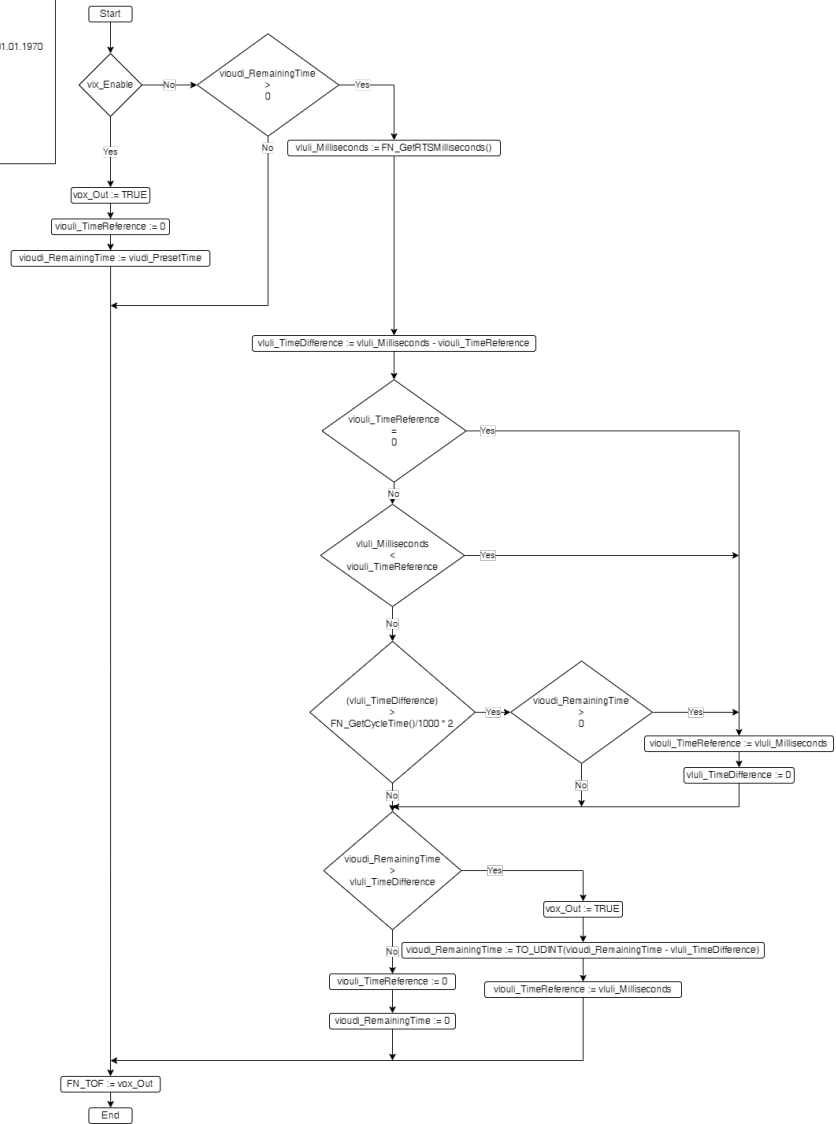 Start
01.01.1970
vix_Enable
No
vioudi_RemainingTime
>
0
Yes
Yes
No
vluli_Milliseconds := FN_GetRTSMilliseconds()
vox_Out := TRUE
viouli_TimeReference := 0
vioudi_RemainingTime := viudi_PresetTime
vluli_TimeDifference := vluli_Milliseconds - viouli_TimeReference
viouli_TimeReference
=
0
Yes
No
vluli_Milliseconds
<
viouli_TimeReference
Yes
No
(vluli_TimeDifference)
>
FN_GetCycleTime()/1000 * 2
Yes
vioudi_RemainingTime
>
0
Yes
viouli_TimeReference := vluli_Milliseconds
vluli_TimeDifference := 0
No
No
vioudi_RemainingTime
>
vluli_TimeDifference
Yes
vox_Out := TRUE
No
vioudi_RemainingTime := TO_UDINT(vioudi_RemainingTime - vluli_TimeDifference)
viouli_TimeReference := 0
viouli_TimeReference := vluli_Milliseconds
vioudi_RemainingTime := 0
FN_TOF := vox_Out
End